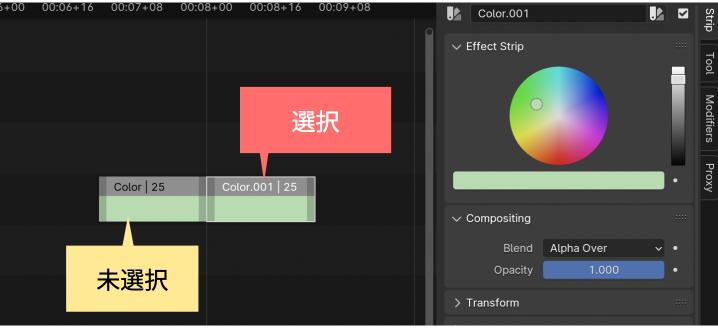 6+00 00:06+16 00:07+08 00:08+00 00:08+16 00:09+08
選択
Color | 25
Color.001 | 25
未選択
Color.001
Effect Strip
Compositing
Blend Alpha Over
Opacity 1.000
Transform
Strip
Tool
Modifiers
Proxy